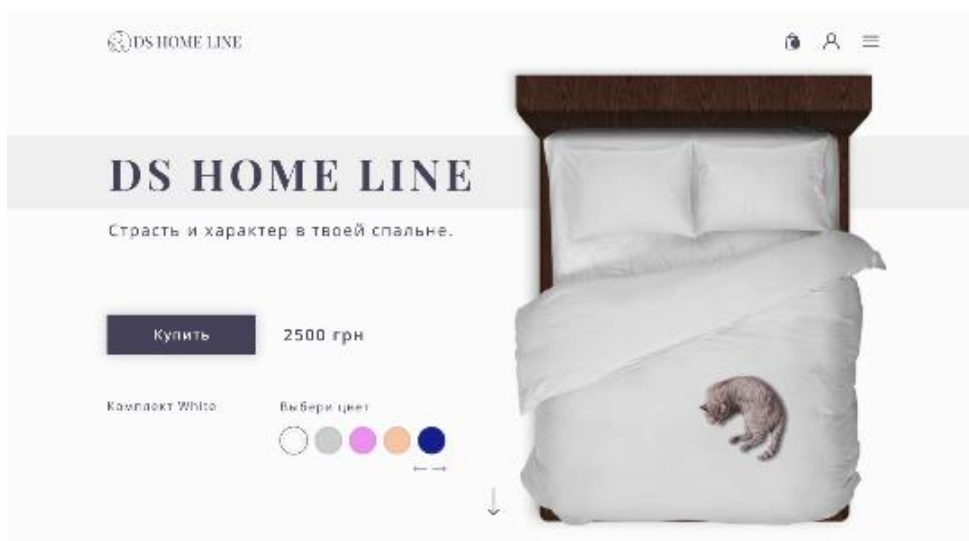 DS HOME LINE
DS HOME LINE
Страсть и характер в твоей спальне.
Купить
2500 грн
Комплект White
Выбери цвет